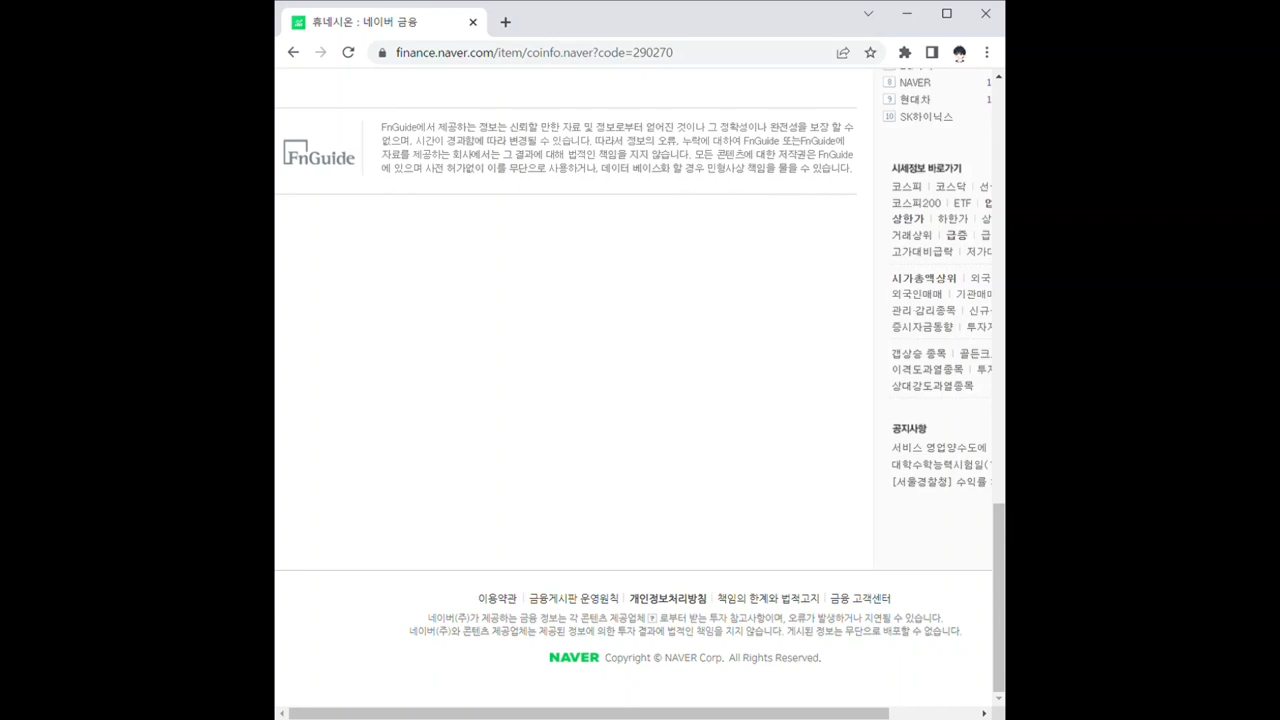 휴네시온 : 네이버 금융
finance.naver.com/item/coinfo.naver?code=290270
8 NAVER 1
9 현대차 1
10 SK하이닉스
FnGuide
FnGuide에서 제공하는 정보는 신뢰할 만한 자료 및 정보로부터 얻어진 것이나 그 정확성이나 완전성을 보장 할 수
없으며, 시간이 경과함에 따라 변경될 수 있습니다. 따라서 정보의 오류, 누락에 대하여 FnGuide 또는FnGuide에
자료를 제공하는 회사에서는 그 결과에 대해 법적인 책임을 지지 않습니다. 모든 콘텐츠에 대한 저작권은 FnGuide
에 있으며 사전 허가없이 이를 무단으로 사용하거나, 데이터 베이스화 할 경우 민형사상 책임을 물을 수 있습니다.
시세정보 바로가기
코스피 코스닥 선
코스피200 ETF
상한가 하한가 상
거래상위 급증 급
고가대비급락 저가
시가총액상위 외국
외국인매매 기관매
관리·감리종목 신규
증시자금동향 투자
갭상승 종목 골든크
이격도과열종목 투
상대강도과열종목
공지사항
서비스 영업양수도에
대학수학능력시험일(
[서울경찰청] 수익률
이용약관 금융게시판 운영원칙 개인정보처리방침 책임의 한계와 법적고지 금융 고객센터
네이버(주)가 제공하는 금융 정보는 각 콘텐츠 제공업체 ? 로부터 받는 투자 참고사항이며, 오류가 발생하거나 지연될 수 있습니다.
네이버(주)와 콘텐츠 제공업체는 제공된 정보에 의한 투자 결과에 법적인 책임을 지지 않습니다. 게시된 정보는 무단으로 배포할 수 없습니다.
NAVER Copyright © NAVER Corp. All Rights Reserved.